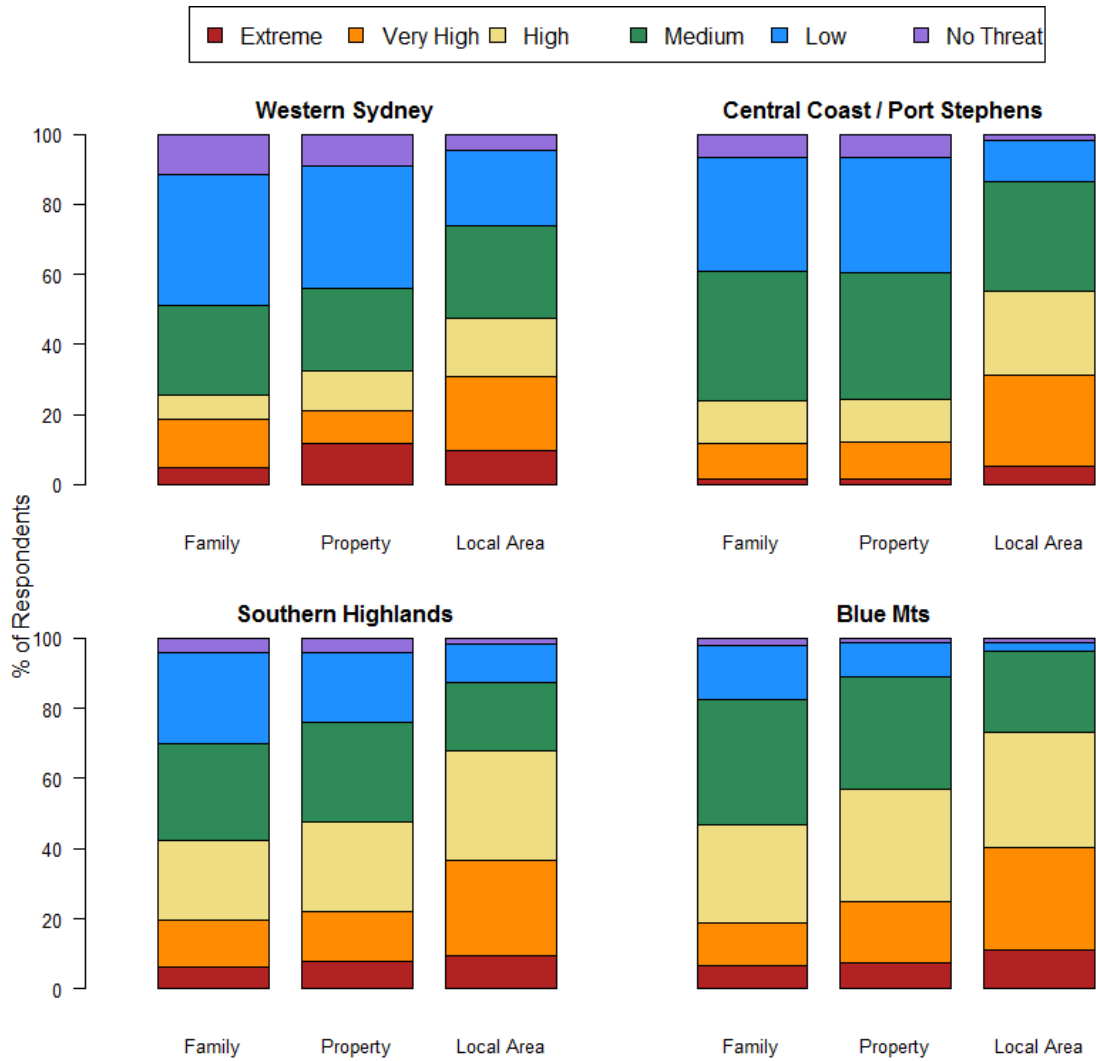 Extreme Very High High Medium Low No Threat
Western Sydney
Central Coast / Port Stephens
100
80
60
40
20
0
Family Property Local Area
Family Property Local Area
% of Respondents
Southern Highlands
Blue Mts
100
80
60
40
20
0
Family Property Local Area
Family Property Local Area